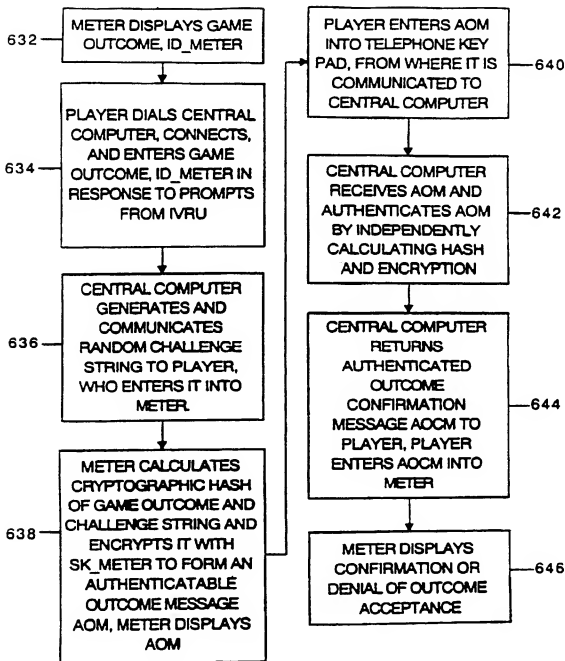 632
METER DISPLAYS GAME
OUTCOME, ID_METER
634
PLAYER DIALS CENTRAL
COMPUTER, CONNECTS,
AND ENTERS GAME
OUTCOME, ID_METER IN
RESPONSE TO PROMPTS
FROM IVRU
636
CENTRAL COMPUTER
GENERATES AND
COMMUNICATES
RANDOM CHALLENGE
STRING TO PLAYER,
WHO ENTERS IT INTO
METER.
638
METER CALCULATES
CRYPTOGRAPHIC HASH
OF GAME OUTCOME AND
CHALLENGE STRING AND
ENCRYPTS IT WITH
SK_METER TO FORM AN
AUTHENTICATABLE
OUTCOME MESSAGE
AOM, METER DISPLAYS
AOM
PLAYER ENTERS AOM
INTO TELEPHONE KEY
PAD, FROM WHERE IT IS
COMMUNICATED TO
CENTRAL COMPUTER
640
CENTRAL COMPUTER
RECEIVES AOM AND
AUTHENTICATES AOM
BY INDEPENDENTLY
CALCULATING HASH
AND ENCRYPTION
642
CENTRAL COMPUTER
RETURNS
AUTHENTICATED
OUTCOME
CONFIRMATION
MESSAGE AOCM TO
PLAYER, PLAYER
ENTERS AOCM INTO
METER
644
METER DISPLAYS
CONFIRMATION OR
DENIAL OF OUTCOME
ACCEPTANCE
646